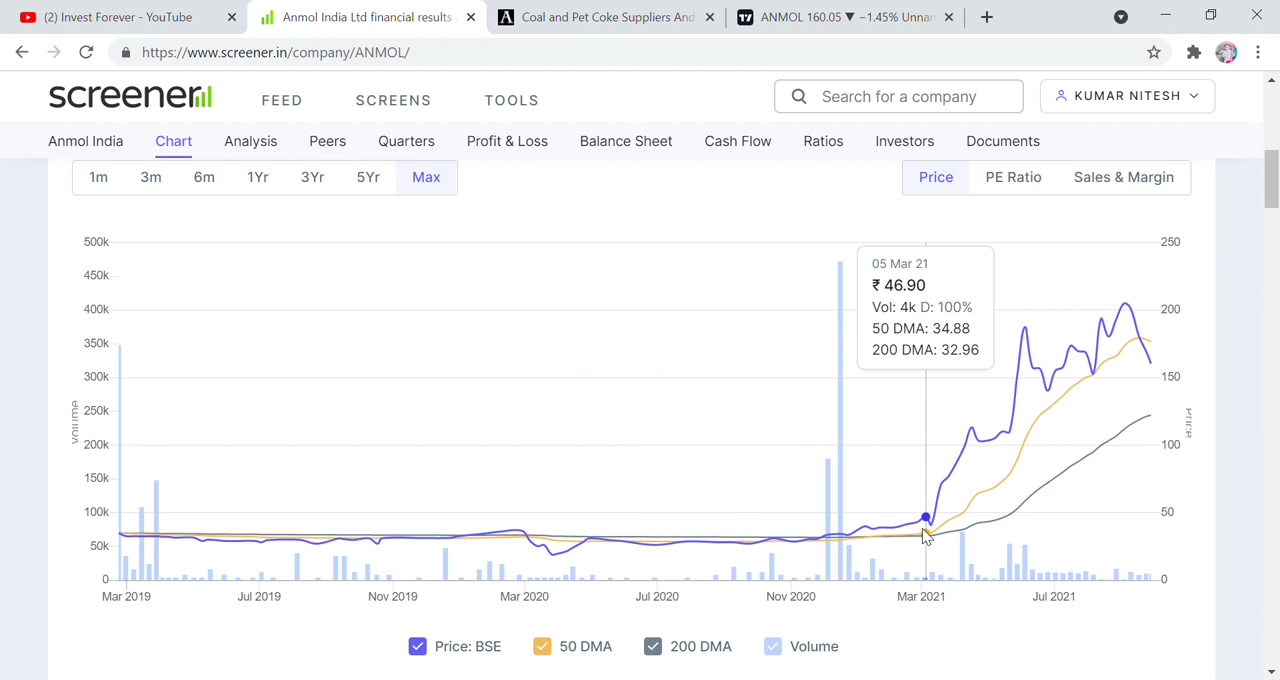 (2) Invest Forever - YouTube
Anmol India Ltd financial results
Coal and Pet Coke Suppliers And
ANMOL 160.05 ▼ −1.45% Unnar
https://www.screener.in/company/ANMOL/
screener
FEED
SCREENS
TOOLS
Search for a company
KUMAR NITESH
Anmol India
Chart
Analysis
Peers
Quarters
Profit & Loss
Balance Sheet
Cash Flow
Ratios
Investors
Documents
1m 3m 6m 1Yr 3Yr 5Yr Max
Price PE Ratio Sales & Margin
500k
450k
400k
350k
300k
250k
200k
150k
100k
50k
0
volume
250
200
150
100
50
0
Price
05 Mar 21
₹ 46.90
Vol: 4k D: 100%
50 DMA: 34.88
200 DMA: 32.96
Mar 2019 Jul 2019 Nov 2019 Mar 2020 Jul 2020 Nov 2020 Mar 2021 Jul 2021
Price: BSE 50 DMA 200 DMA Volume